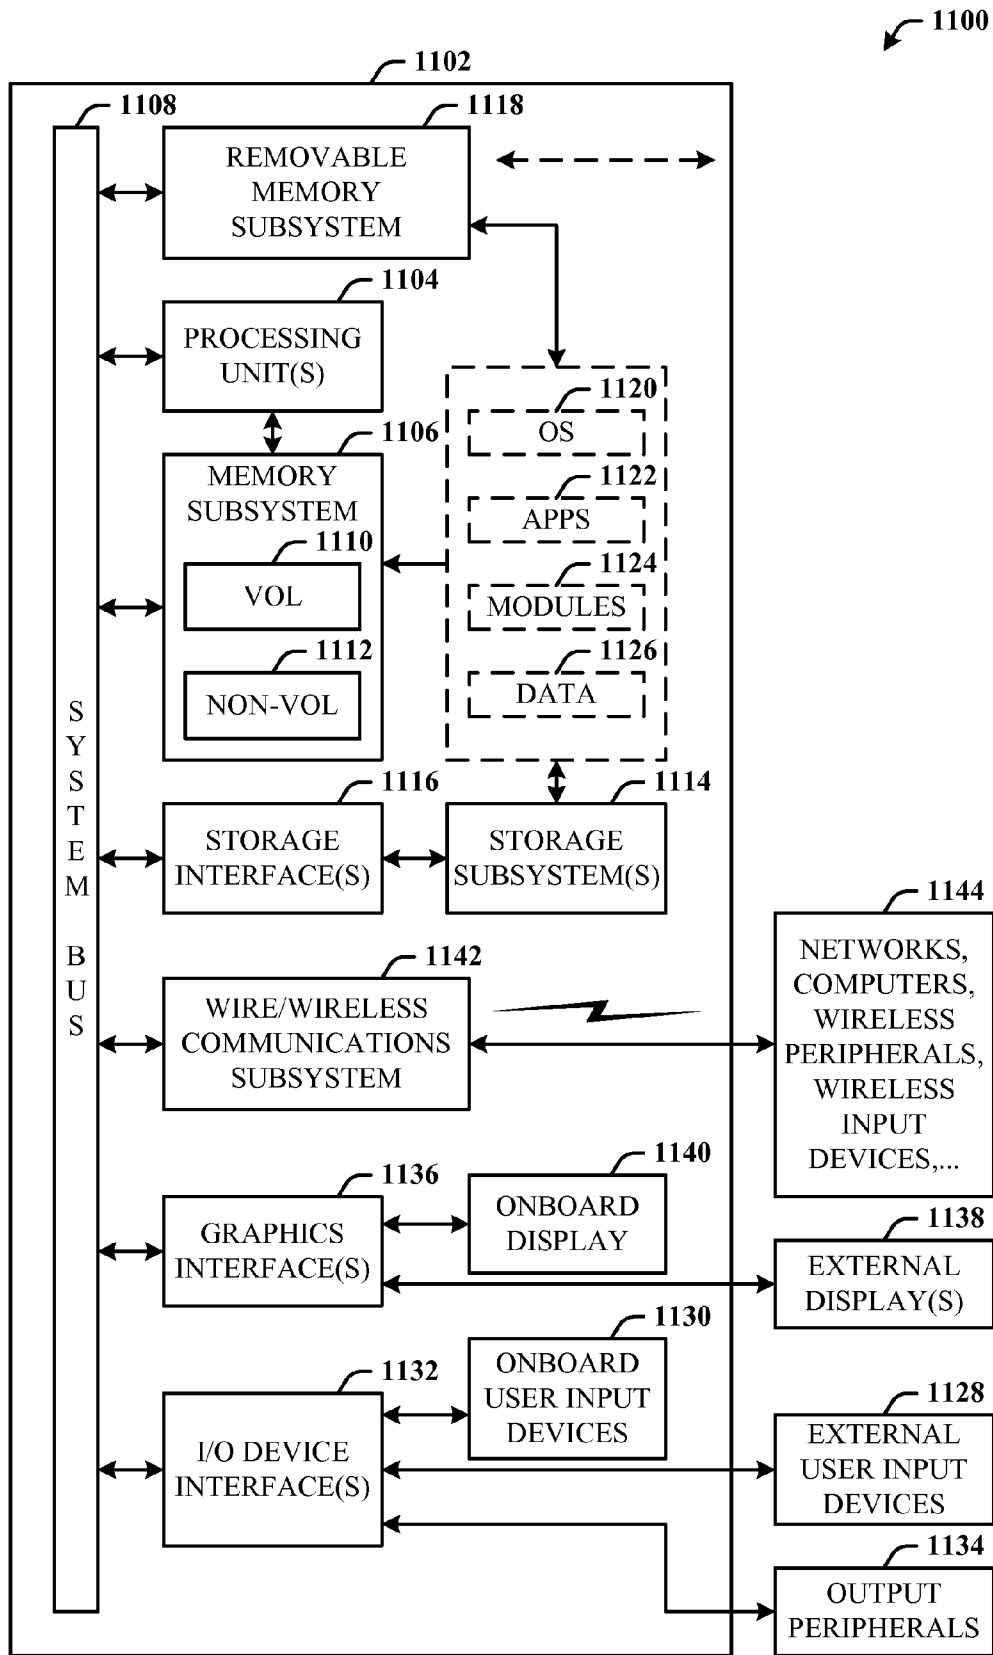 1100
1102
1108
1118
REMOVABLE
MEMORY
SUBSYSTEM
1104
PROCESSING
UNIT(S)
1106
MEMORY
SUBSYSTEM
1110
VOL
1112
NON-VOL
1120
OS
1122
APPS
1124
MODULES
1126
DATA
SYSTEM BUS
1116
STORAGE
INTERFACE(S)
1114
STORAGE
SUBSYSTEM(S)
1142
WIRE/WIRELESS
COMMUNICATIONS
SUBSYSTEM
1144
NETWORKS,
COMPUTERS,
WIRELESS
PERIPHERALS,
WIRELESS
INPUT
DEVICES,...
1136
GRAPHICS
INTERFACE(S)
1140
ONBOARD
DISPLAY
1138
EXTERNAL
DISPLAY(S)
1132
I/O DEVICE
INTERFACE(S)
1130
ONBOARD
USER INPUT
DEVICES
1128
EXTERNAL
USER INPUT
DEVICES
1134
OUTPUT
PERIPHERALS